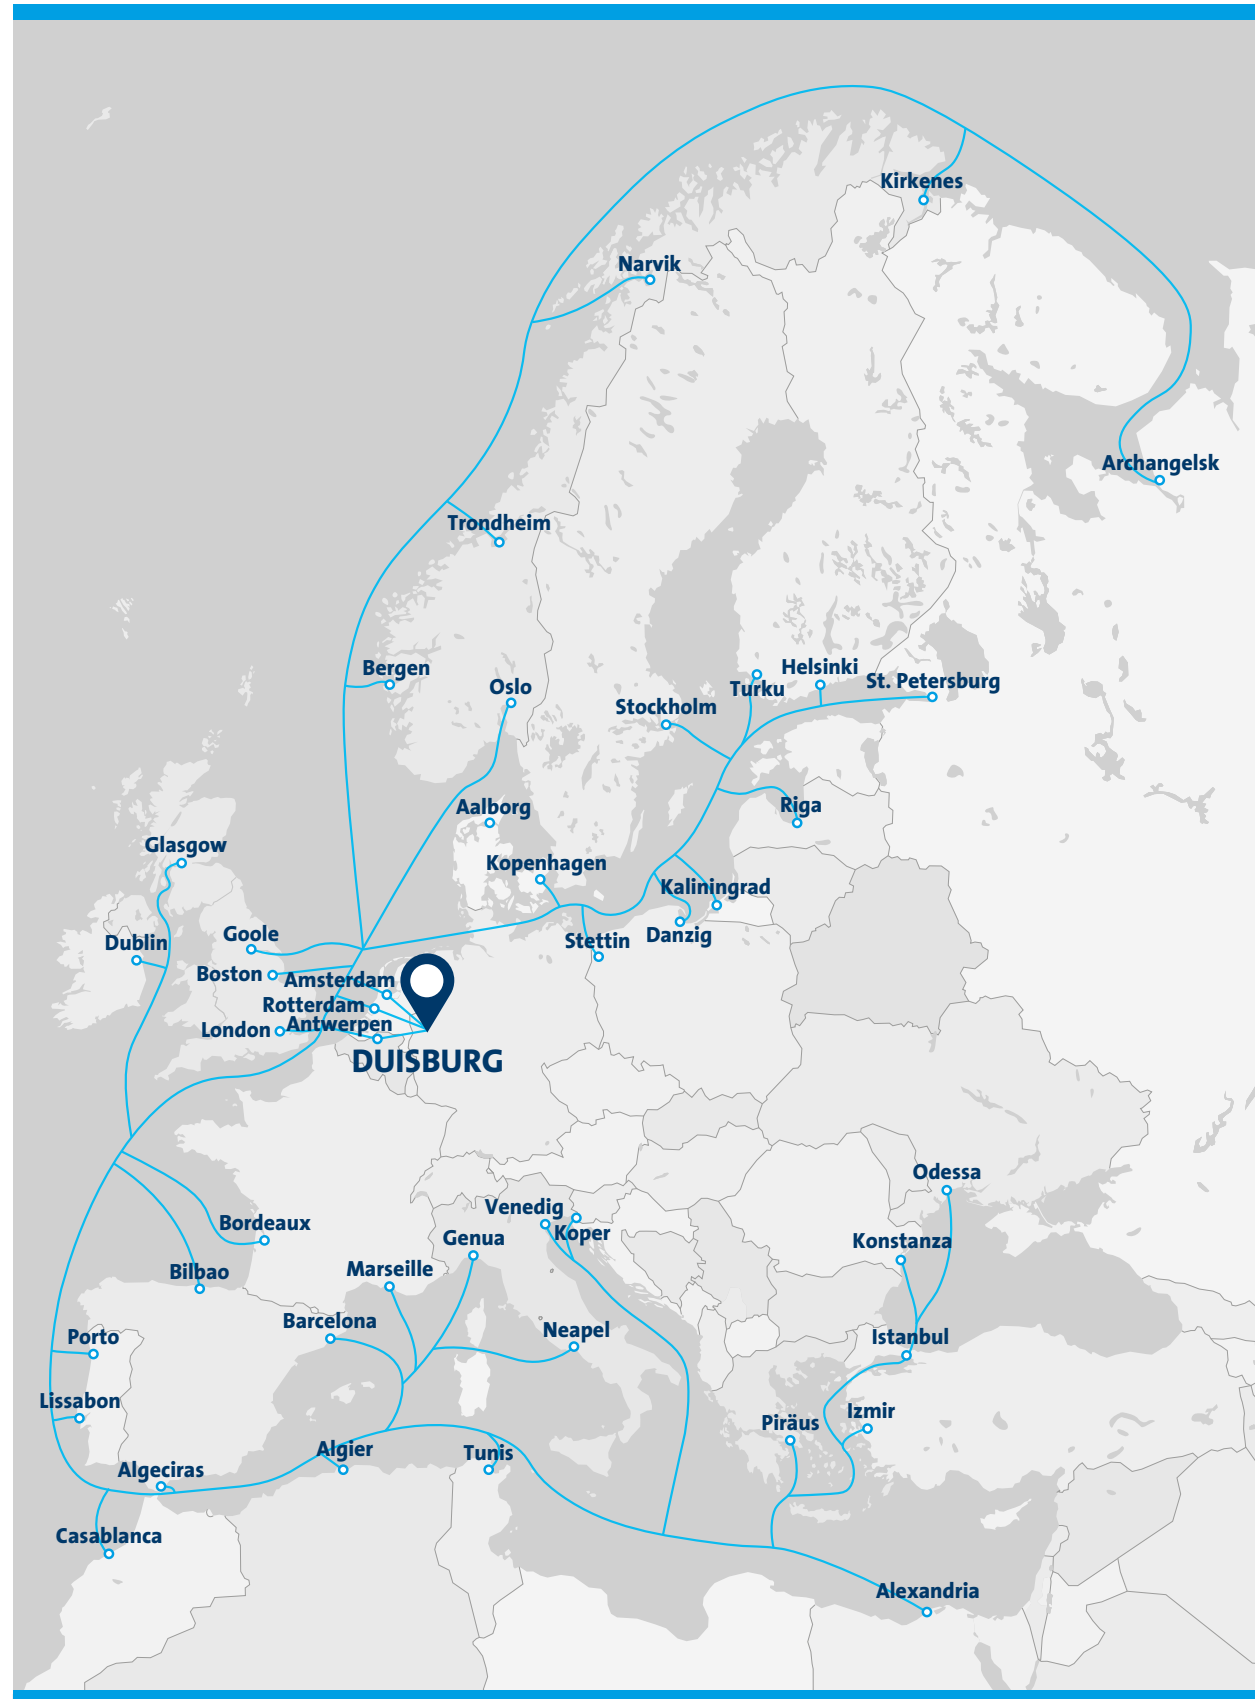 Kirkenes
Narvik
Archangelsk
Trondheim
Bergen
Oslo
Helsinki
Turku
St. Petersburg
Stockholm
Aalborg
Riga
Glasgow
Kopenhagen
Kaliningrad
Goole
Dublin
Stettin
Danzig
Boston
Amsterdam
Rotterdam
London
Antwerpen
DUISBURG
Odessa
Venedig
Bordeaux
Koper
Genua
Konstanza
Bilbao
Marseille
Barcelona
Neapel
Porto
Istanbul
Lissabon
Izmir
Piräus
Algier
Tunis
Algeciras
Casablanca
Alexandria